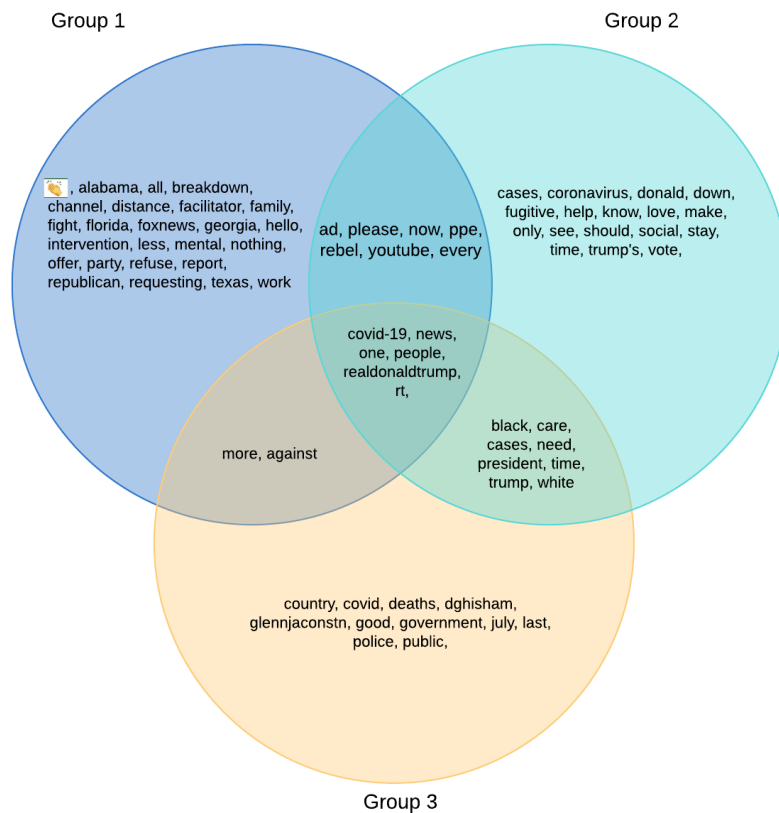 Group 1
Group 2
👏, alabama, all, breakdown,
channel, distance, facilitator, family,
fight, florida, foxnews, georgia, hello,
intervention, less, mental, nothing,
offer, party, refuse, report,
republican, requesting, texas, work
ad, please, now, ppe,
rebel, youtube, every
cases, coronavirus, donald, down,
fugitive, help, know, love, make,
only, see, should, social, stay,
time, trump's, vote,
covid-19, news,
one, people,
realdonaldtrump,
rt,
more, against
black, care,
cases, need,
president, time,
trump, white
country, covid, deaths, dghisham,
glennjaconstn, good, government, july, last,
police, public,
Group 3